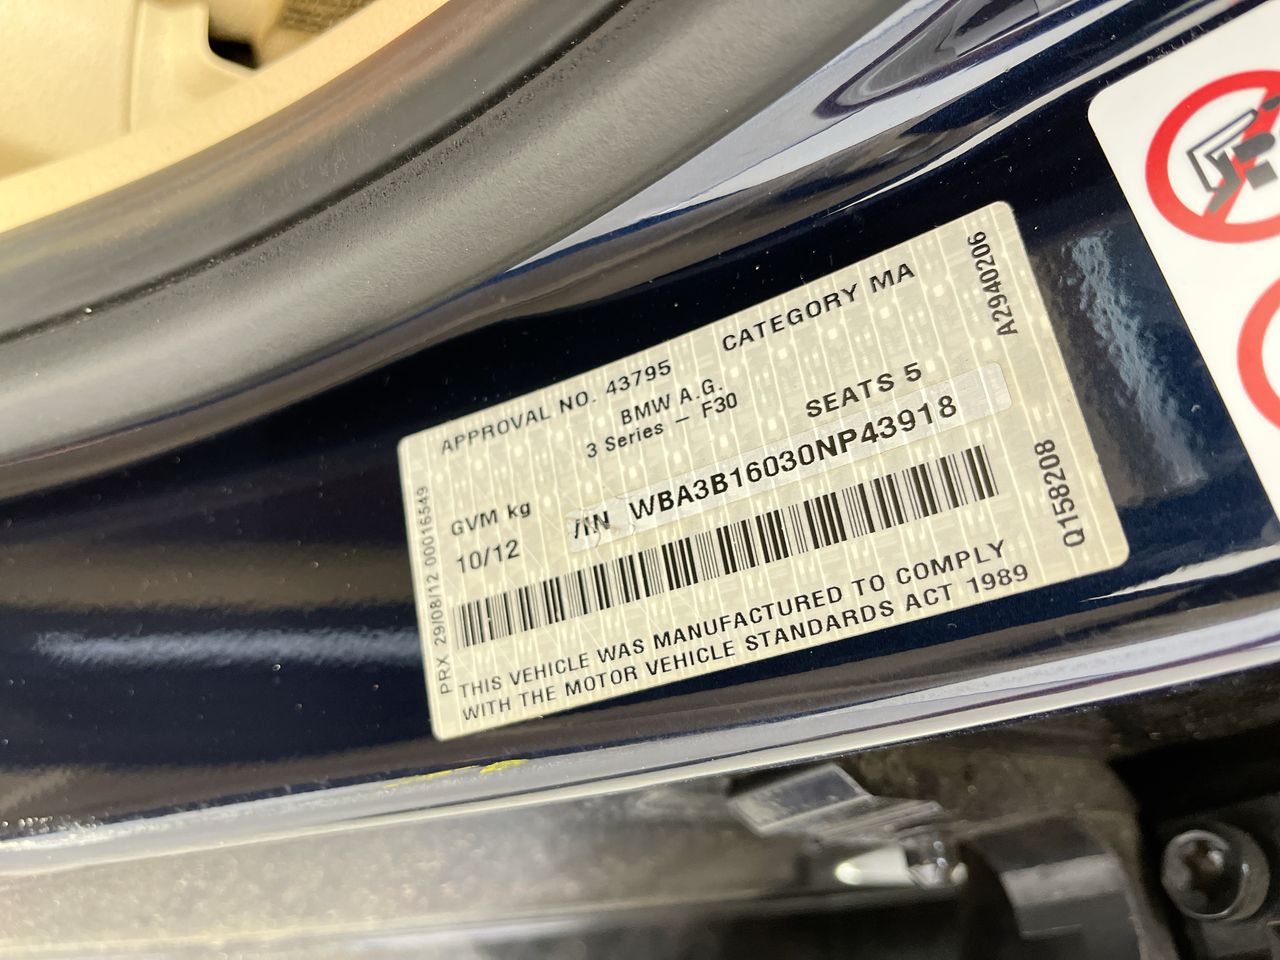 APPROVAL NO. 43795 CATEGORY MA
BMW A.G.
3 Series – F30
SEATS 5
GVM kg
10/12
WBA3B16030NP43918
THIS VEHICLE WAS MANUFACTURED TO COMPLY
WITH THE MOTOR VEHICLE STANDARDS ACT 1989
PRX 29/08/12 00016549
A2940206
Q158208